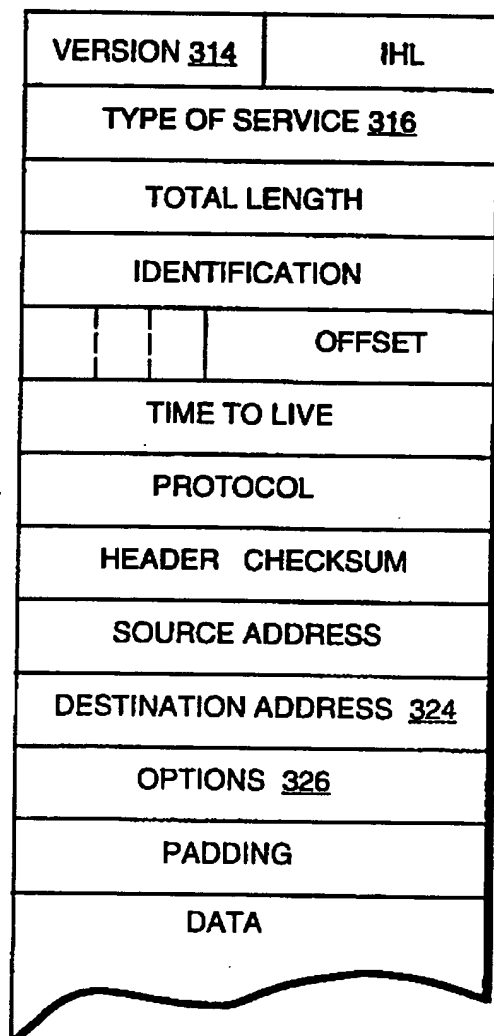 VERSION 314 IHL
TYPE OF SERVICE 316
TOTAL LENGTH
IDENTIFICATION
OFFSET
TIME TO LIVE
PROTOCOL
HEADER CHECKSUM
SOURCE ADDRESS
DESTINATION ADDRESS 324
OPTIONS 326
PADDING
DATA